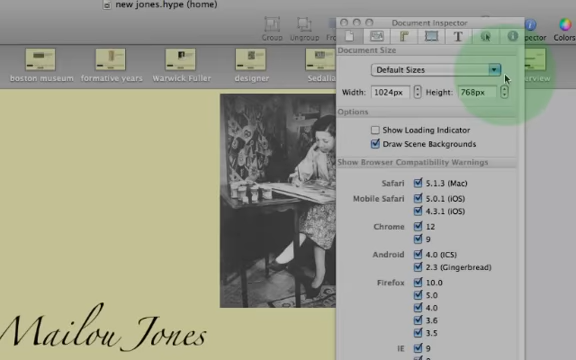 new jones.hype (home)
Document Inspector
Group Ungroup
Colors
Document Size
boston museum formative years Warwick Fuller designer
Default Sizes
Width: 1024px Height: 768px
Options
Show Loading Indicator
Draw Scene Backgrounds
Show Browser Compatibility Warnings
Safari 5.1.3 (Mac)
Mobile Safari 5.0.1 (iOS)
4.3.1 (iOS)
Chrome 12
9
Android 4.0 (ICS)
2.3 (Gingerbread)
Firefox 10.0
5.0
4.0
3.6
3.5
IE 9
Mailou Jones